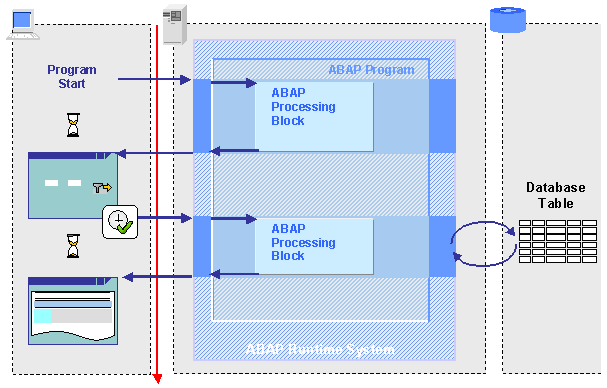 Program
Start
ABAP Program
ABAP
Processing
Block
ABAP
Processing
Block
Database
Table
ABAP Runtime System